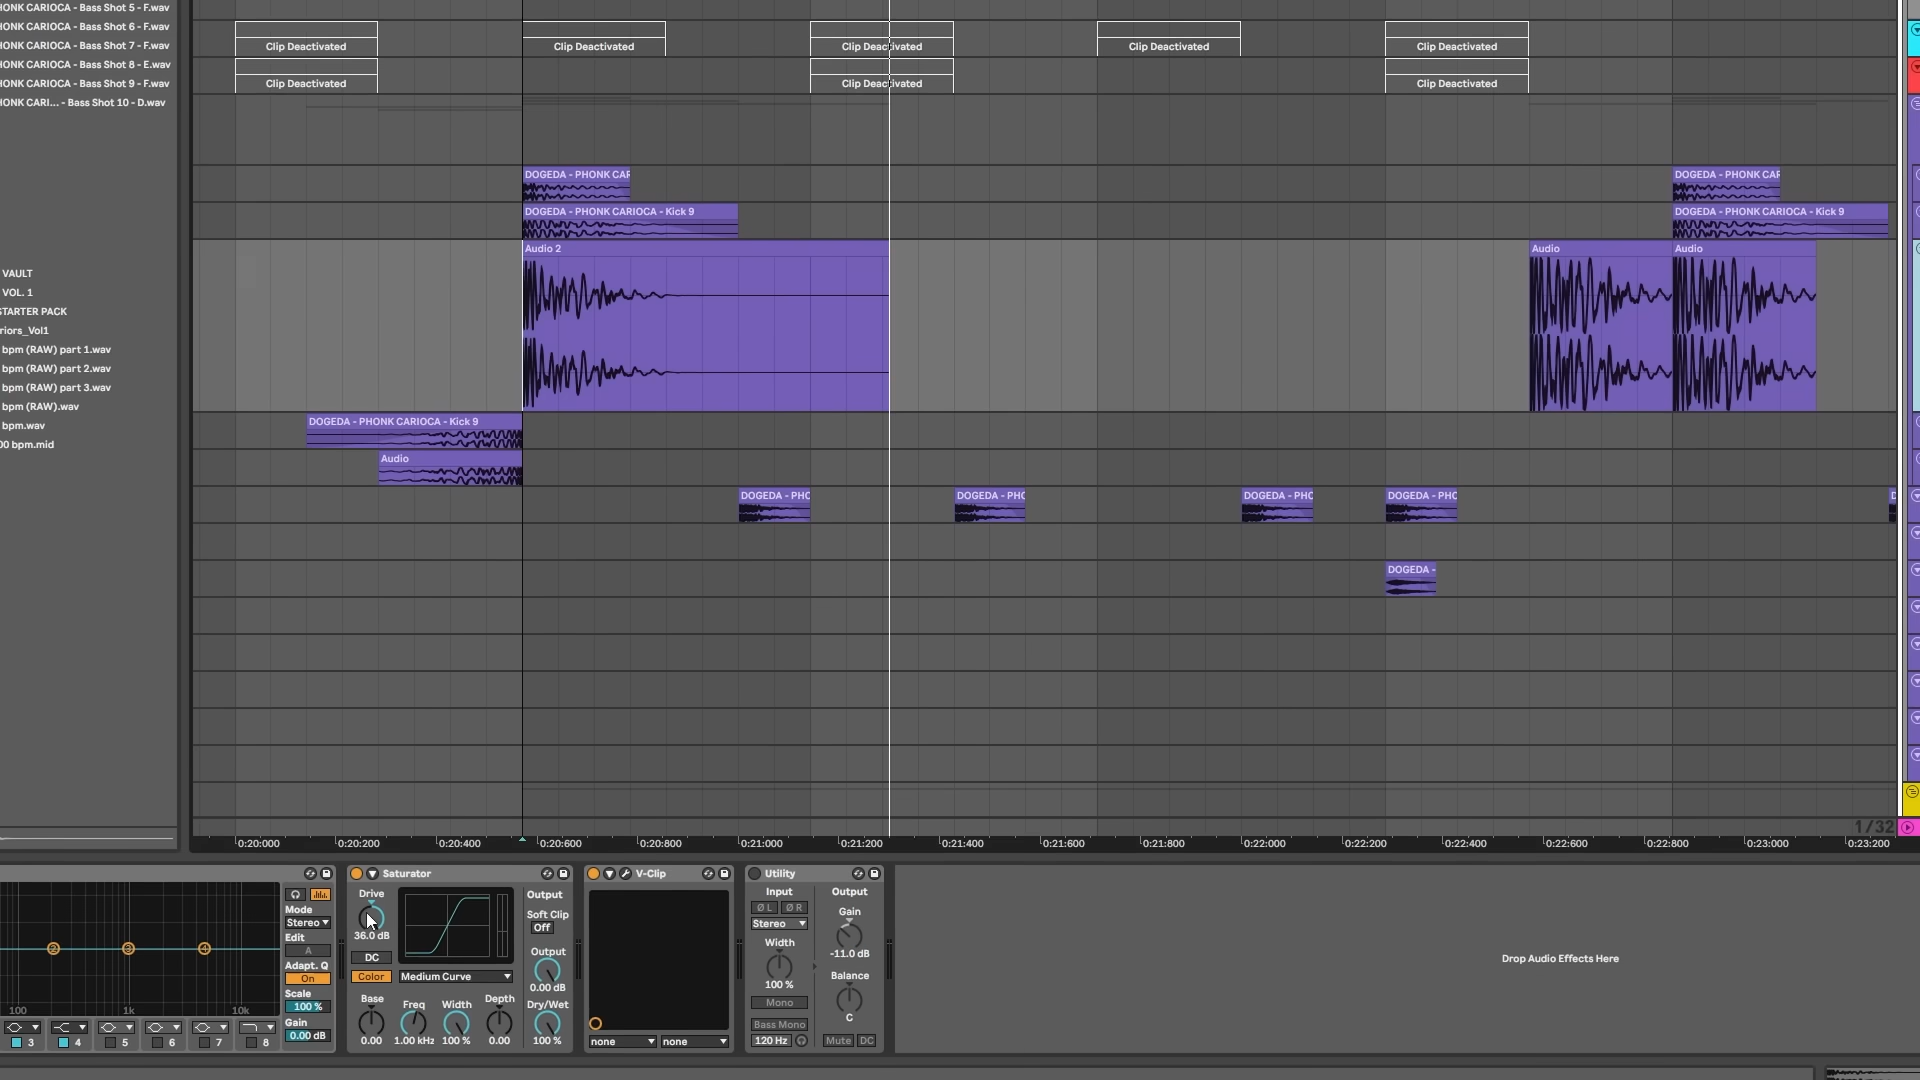 HONK CARIOCA - Bass Shot 5 - F.wav
HONK CARIOCA - Bass Shot 6 - F.wav
HONK CARIOCA - Bass Shot 7 - F.wav
HONK CARIOCA - Bass Shot 8 - E.wav
HONK CARIOCA - Bass Shot 9 - F.wav
HONK CARI... - Bass Shot 10 - D.wav
VAULT
VOL. 1
STARTER PACK
riors_Vol1
bpm (RAW) part 1.wav
bpm (RAW) part 2.wav
bpm (RAW) part 3.wav
bpm (RAW).wav
bpm.wav
00 bpm.mid
Clip Deactivated Clip Deactivated Clip Deactivated Clip Deactivated Clip Deactivated
Clip Deactivated Clip Deactivated Clip Deactivated
DOGEDA - PHONK CAR DOGEDA - PHONK CAR
DOGEDA - PHONK CARIOCA - Kick 9 DOGEDA - PHONK CARIOCA - Kick 9
Audio 2 Audio Audio
DOGEDA - PHONK CARIOCA - Kick 9
Audio
DOGEDA - PHO DOGEDA - PHO DOGEDA - PHO DOGEDA - PHO D
DOGEDA -
1/32
0:20:000 0:20:200 0:20:400 0:20:600 0:20:800 0:21:000 0:21:200 0:21:400 0:21:600 0:21:800 0:22:000 0:22:200 0:22:400 0:22:600 0:22:800 0:23:000 0:23:200
Mode
Stereo
Edit
A
Adapt. Q
On
Scale
100 %
Gain
0.00 dB
2 3 4
100 1k 10k
3 4 5 6 7 8
Saturator
Drive
36.0 dB
DC
Color Medium Curve
Base Freq Width Depth
0.00 1.00 kHz 100 % 0.00
Output
Soft Clip
Off
Output
0.00 dB
Dry/Wet
100 %
V-Clip
none none
Utility
Input Output
Ø L Ø R
Stereo
Width
100 %
Mono
Bass Mono
120 Hz
Gain
-11.0 dB
Balance
C
Mute DC
Drop Audio Effects Here